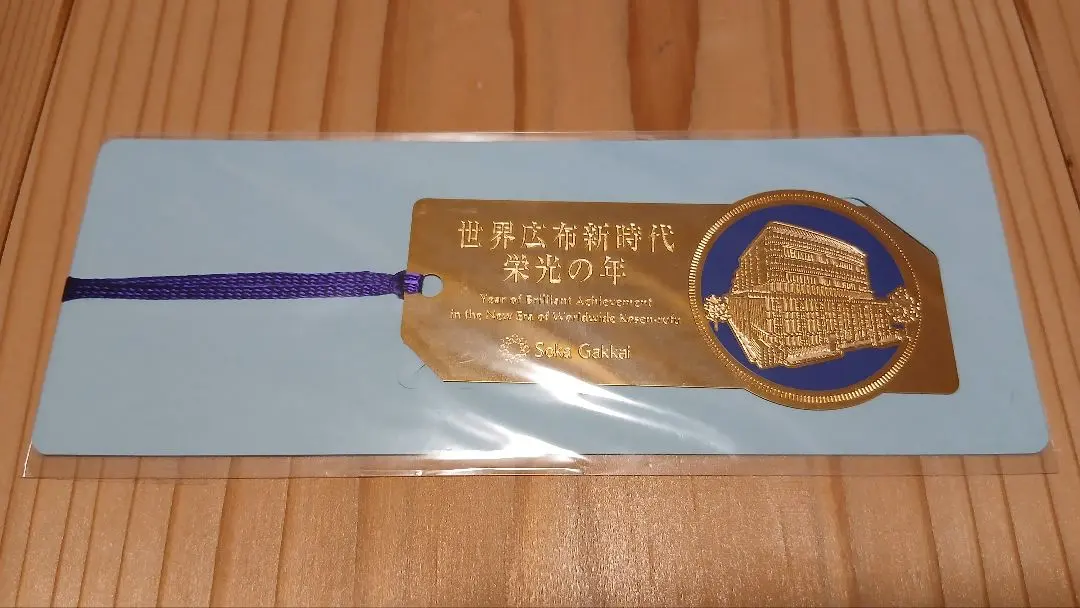 世界広布新時代
栄光の年
Year of Brilliant Achievement
in the New Era of Worldwide Kosen-rufu
Soka Gakkai